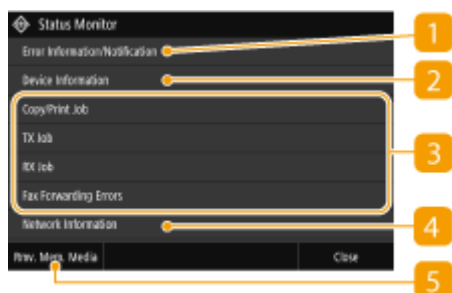 Status Monitor
Error Information/Notification
1
Device Information
2
Copy/Print Job
TX Job
RX Job
3
Fax Forwarding Errors
Network Information
4
Rmv. Mem. Media
Close
5